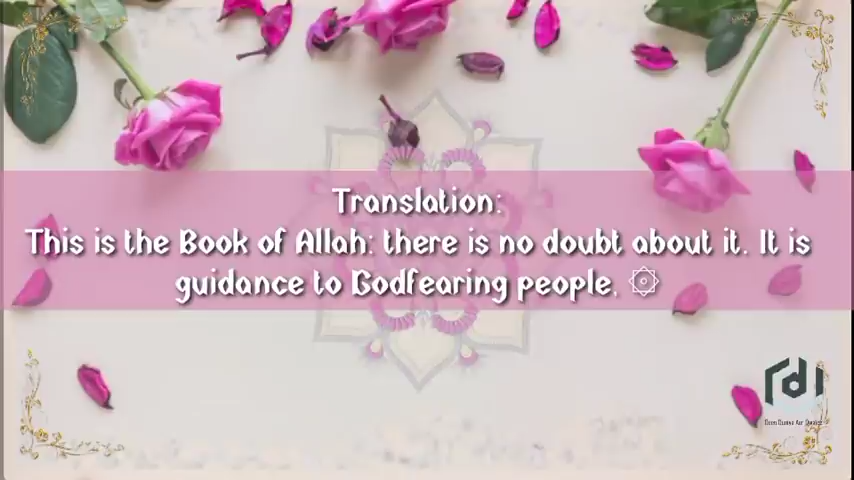 Translation:
This is the Book of Allah: there is no doubt about it. It is
guidance to Godfearing people, ۞